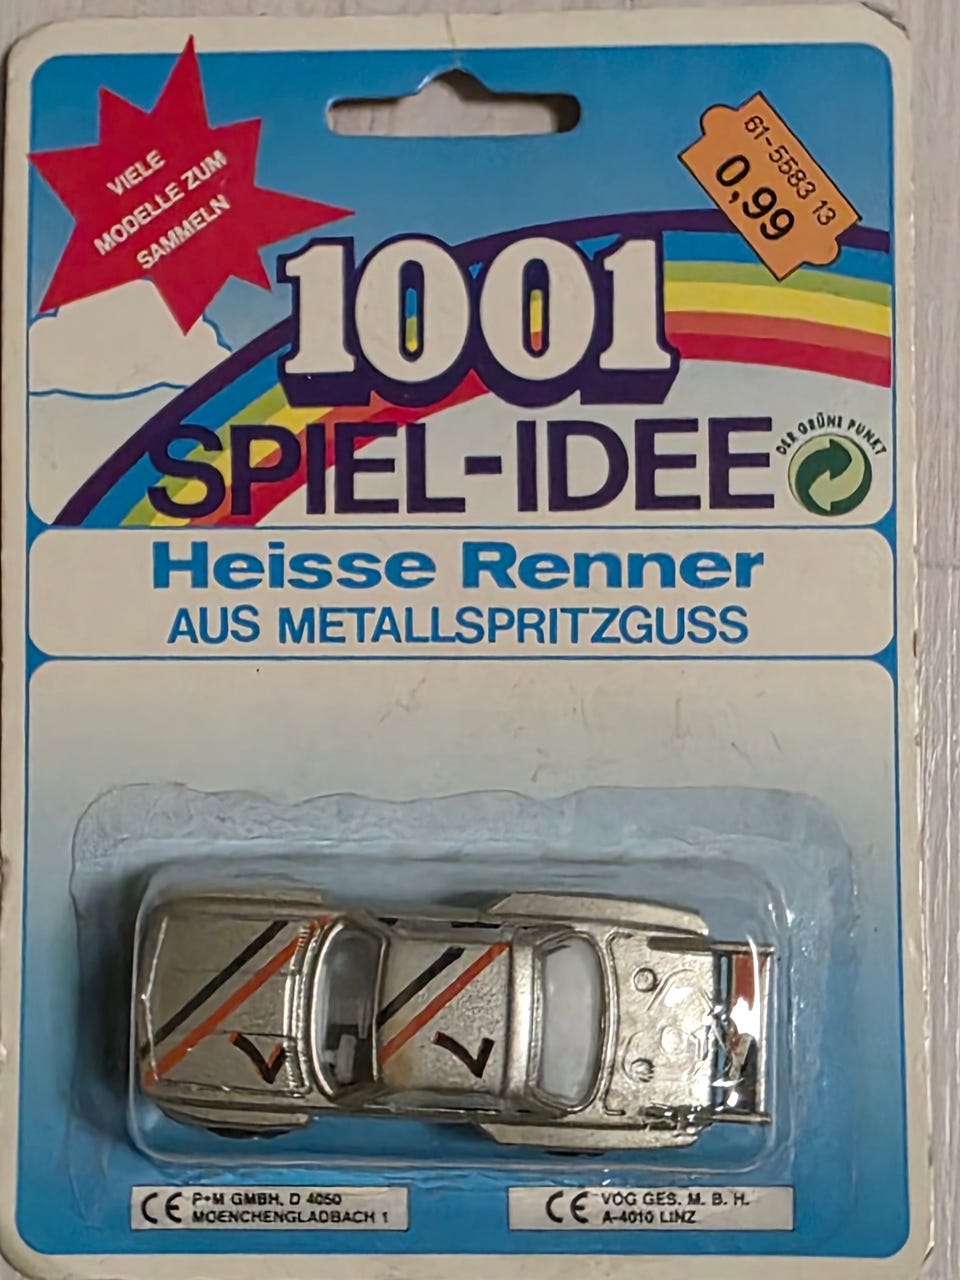 VIELE
MODELLE ZUM
SAMMELN
61-5583 13
0,99
1001
SPIEL-IDEE
DER GRÜNE PUNKT
Heisse Renner
AUS METALLSPRITZGUSS
7
7
CE P+M GMBH. D 4050
MOENCHENGLADBACH 1
CE VOG GES. M. B. H.
A-4010 LINZ